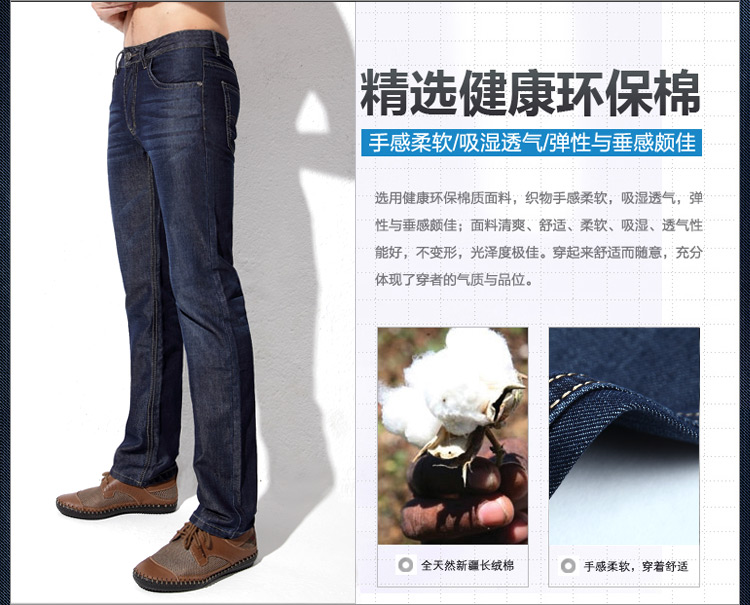 精选健康环保棉
手感柔软/吸湿透气/弹性与垂感颇佳
选用健康环保棉质面料，织物手感柔软，吸湿透气，弹
性与垂感颇佳；面料清爽、舒适、柔软、吸湿、透气性
能好，不变形，光泽度极佳。穿起来舒适而随意，充分
体现了穿者的气质与品位。
全天然新疆长绒棉
手感柔软，穿着舒适